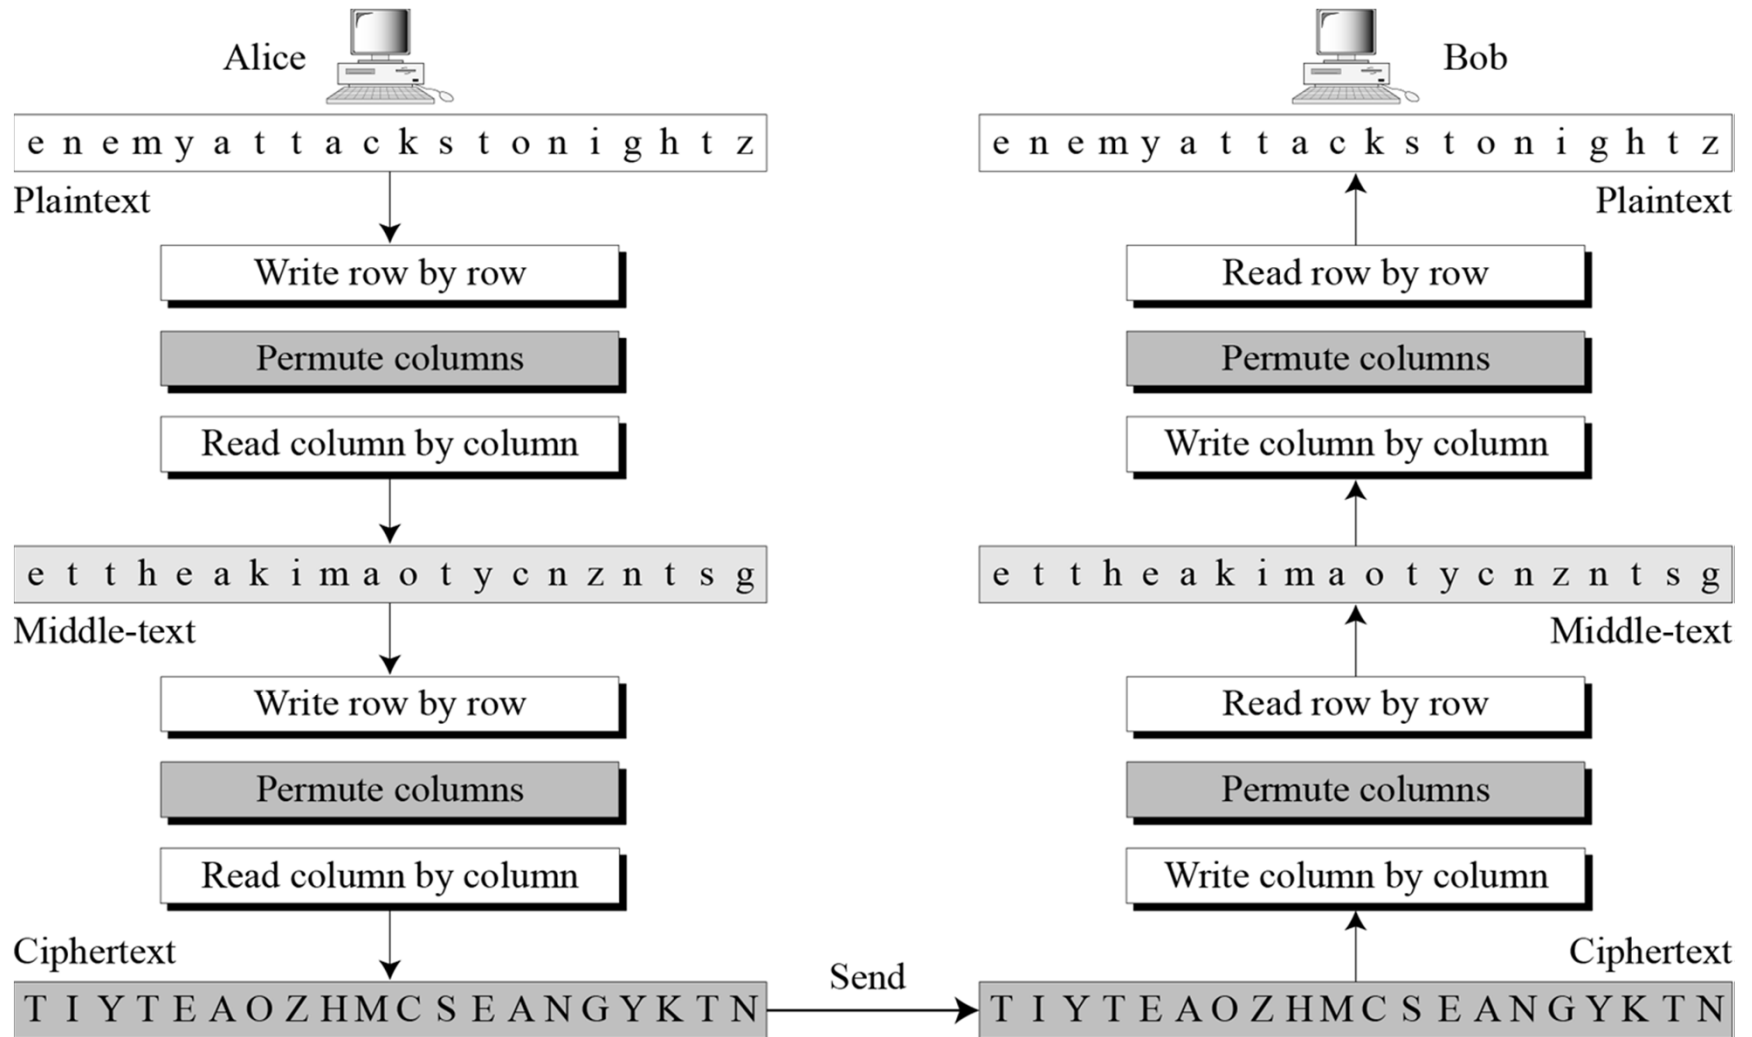 Alice
Bob
e n e m y a t t a c k s t o n i g h t z
e n e m y a t t a c k s t o n i g h t z
Plaintext
Plaintext
Write row by row
Read row by row
Permute columns
Permute columns
Read column by column
Write column by column
e t t h e a k i m a o t y c n z n t s g
e t t h e a k i m a o t y c n z n t s g
Middle-text
Middle-text
Write row by row
Read row by row
Permute columns
Permute columns
Read column by column
Write column by column
Ciphertext
Send
Ciphertext
T I Y T E A O Z H M C S E A N G Y K T N
T I Y T E A O Z H M C S E A N G Y K T N